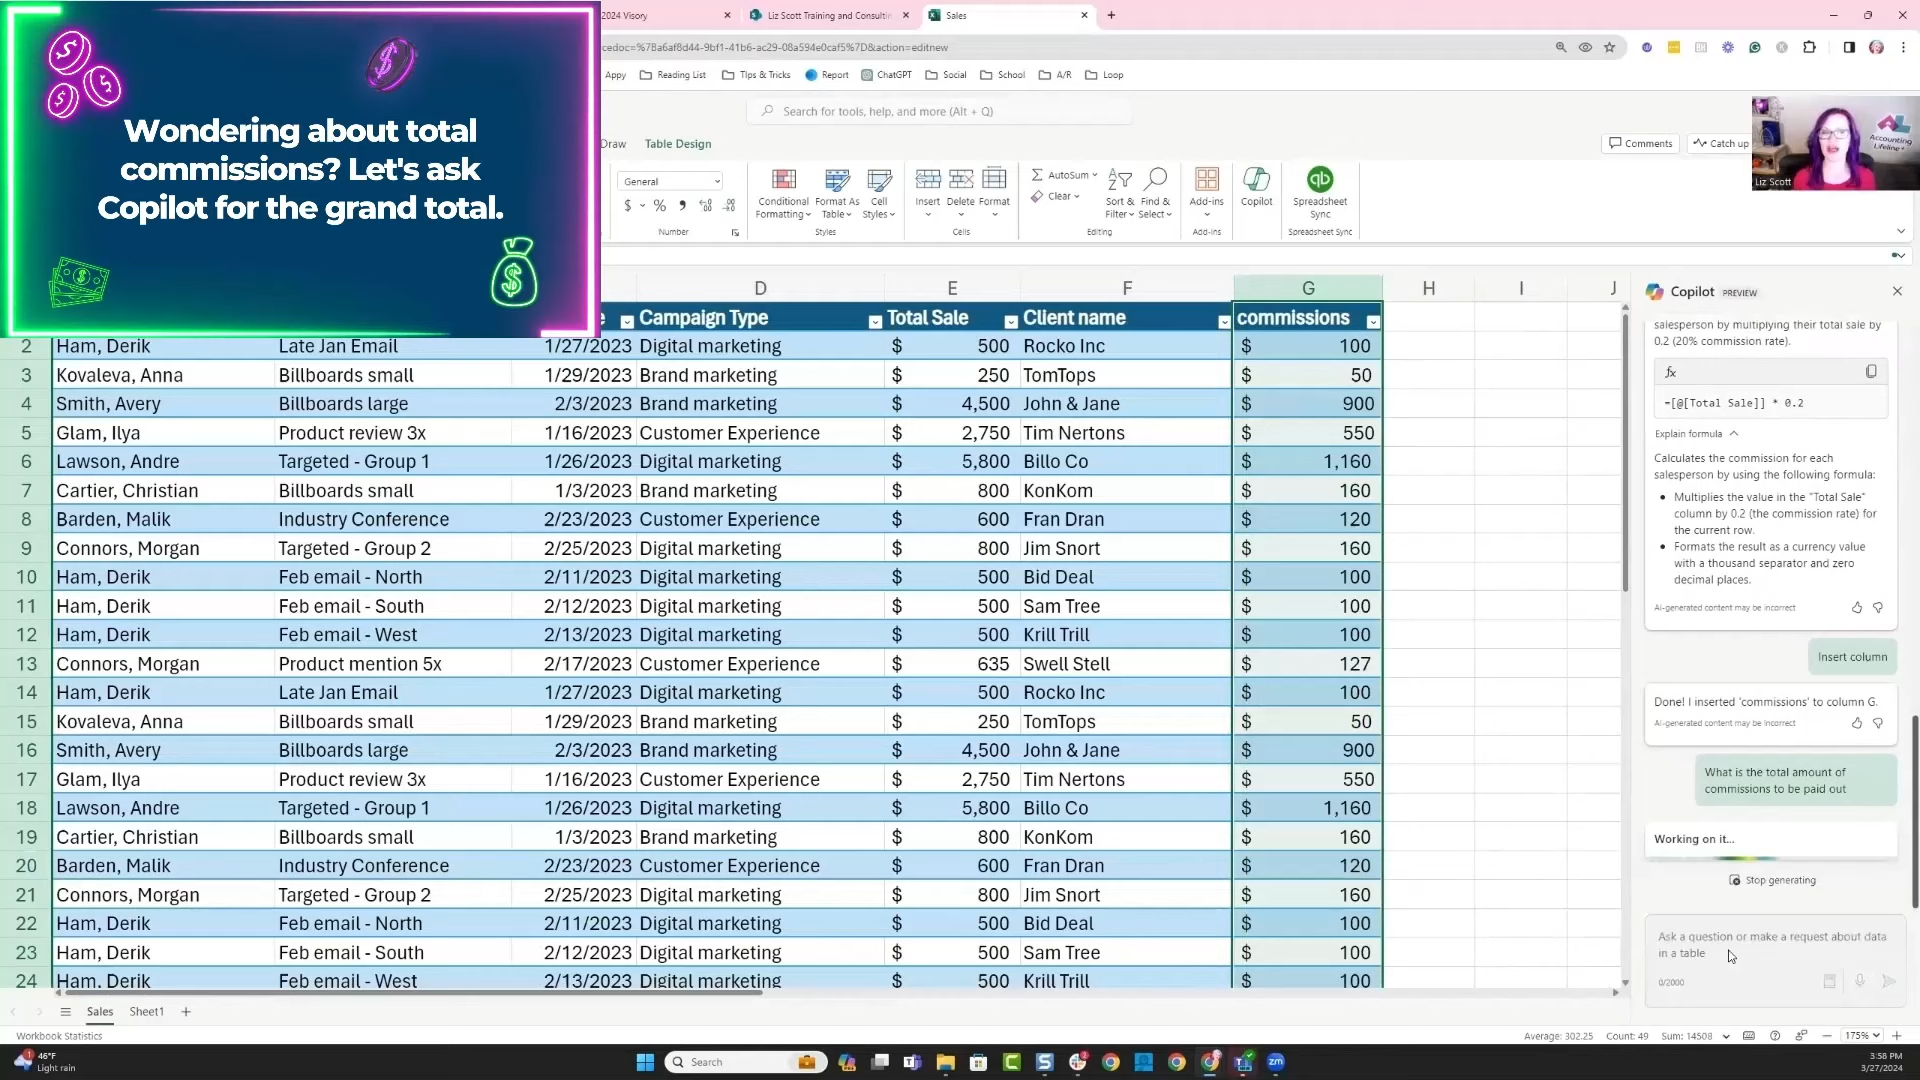 Wondering about total
commissions? Let's ask
Copilot for the grand total.
2024 Visory
Liz Scott Training and Consultin
Sales
cedoc=%7Ba6af8d44-9bf1-41b6-ac29-08a594e0caf5%7D&action=editnew
Appy Reading List Tips & Tricks Report ChatGPT Social School A/R Loop
Search for tools, help, and more (Alt + Q)
Draw Table Design
Comments Catch up
Accounting
Lifeline
Liz Scott
General
$ % 9
Number
Conditional
Formatting
Format As
Table
Cell
Styles
Styles
Insert Delete Format
Cells
AutoSum
Clear
Sort &
Filter
Find &
Select
Editing
Add-ins
Add-ins
Copilot
Spreadsheet
Sync
Spreadsheet Sync
D E F G H I J
e Campaign Type Total Sale Client name commissions
2 Ham, Derik Late Jan Email 1/27/2023 Digital marketing $ 500 Rocko Inc $ 100
3 Kovaleva, Anna Billboards small 1/29/2023 Brand marketing $ 250 TomTops $ 50
4 Smith, Avery Billboards large 2/3/2023 Brand marketing $ 4,500 John & Jane $ 900
5 Glam, Ilya Product review 3x 1/16/2023 Customer Experience $ 2,750 Tim Nertons $ 550
6 Lawson, Andre Targeted - Group 1 1/26/2023 Digital marketing $ 5,800 Billo Co $ 1,160
7 Cartier, Christian Billboards small 1/3/2023 Brand marketing $ 800 KonKom $ 160
8 Barden, Malik Industry Conference 2/23/2023 Customer Experience $ 600 Fran Dran $ 120
9 Connors, Morgan Targeted - Group 2 2/25/2023 Digital marketing $ 800 Jim Snort $ 160
10 Ham, Derik Feb email - North 2/11/2023 Digital marketing $ 500 Bid Deal $ 100
11 Ham, Derik Feb email - South 2/12/2023 Digital marketing $ 500 Sam Tree $ 100
12 Ham, Derik Feb email - West 2/13/2023 Digital marketing $ 500 Krill Trill $ 100
13 Connors, Morgan Product mention 5x 2/17/2023 Customer Experience $ 635 Swell Stell $ 127
14 Ham, Derik Late Jan Email 1/27/2023 Digital marketing $ 500 Rocko Inc $ 100
15 Kovaleva, Anna Billboards small 1/29/2023 Brand marketing $ 250 TomTops $ 50
16 Smith, Avery Billboards large 2/3/2023 Brand marketing $ 4,500 John & Jane $ 900
17 Glam, Ilya Product review 3x 1/16/2023 Customer Experience $ 2,750 Tim Nertons $ 550
18 Lawson, Andre Targeted - Group 1 1/26/2023 Digital marketing $ 5,800 Billo Co $ 1,160
19 Cartier, Christian Billboards small 1/3/2023 Brand marketing $ 800 KonKom $ 160
20 Barden, Malik Industry Conference 2/23/2023 Customer Experience $ 600 Fran Dran $ 120
21 Connors, Morgan Targeted - Group 2 2/25/2023 Digital marketing $ 800 Jim Snort $ 160
22 Ham, Derik Feb email - North 2/11/2023 Digital marketing $ 500 Bid Deal $ 100
23 Ham, Derik Feb email - South 2/12/2023 Digital marketing $ 500 Sam Tree $ 100
24 Ham, Derik Feb email - West 2/13/2023 Digital marketing $ 500 Krill Trill $ 100
Copilot PREVIEW
salesperson by multiplying their total sale by
0.2 (20% commission rate).
fx
=[@[Total Sale]] * 0.2
Explain formula
Calculates the commission for each
salesperson by using the following formula:
• Multiplies the value in the "Total Sale"
column by 0.2 (the commission rate) for
the current row.
• Formats the result as a currency value
with a thousand separator and zero
decimal places.
AI-generated content may be incorrect
Insert column
Done! I inserted 'commissions' to column G.
AI-generated content may be incorrect
What is the total amount of
commissions to be paid out
Working on it...
Stop generating
Ask a question or make a request about data
in a table
0/2000
Sales Sheet1
Workbook Statistics
Average: 302.25 Count: 49 Sum: 14508 175%
46°F
Light rain
Search
3:58 PM
3/27/2024